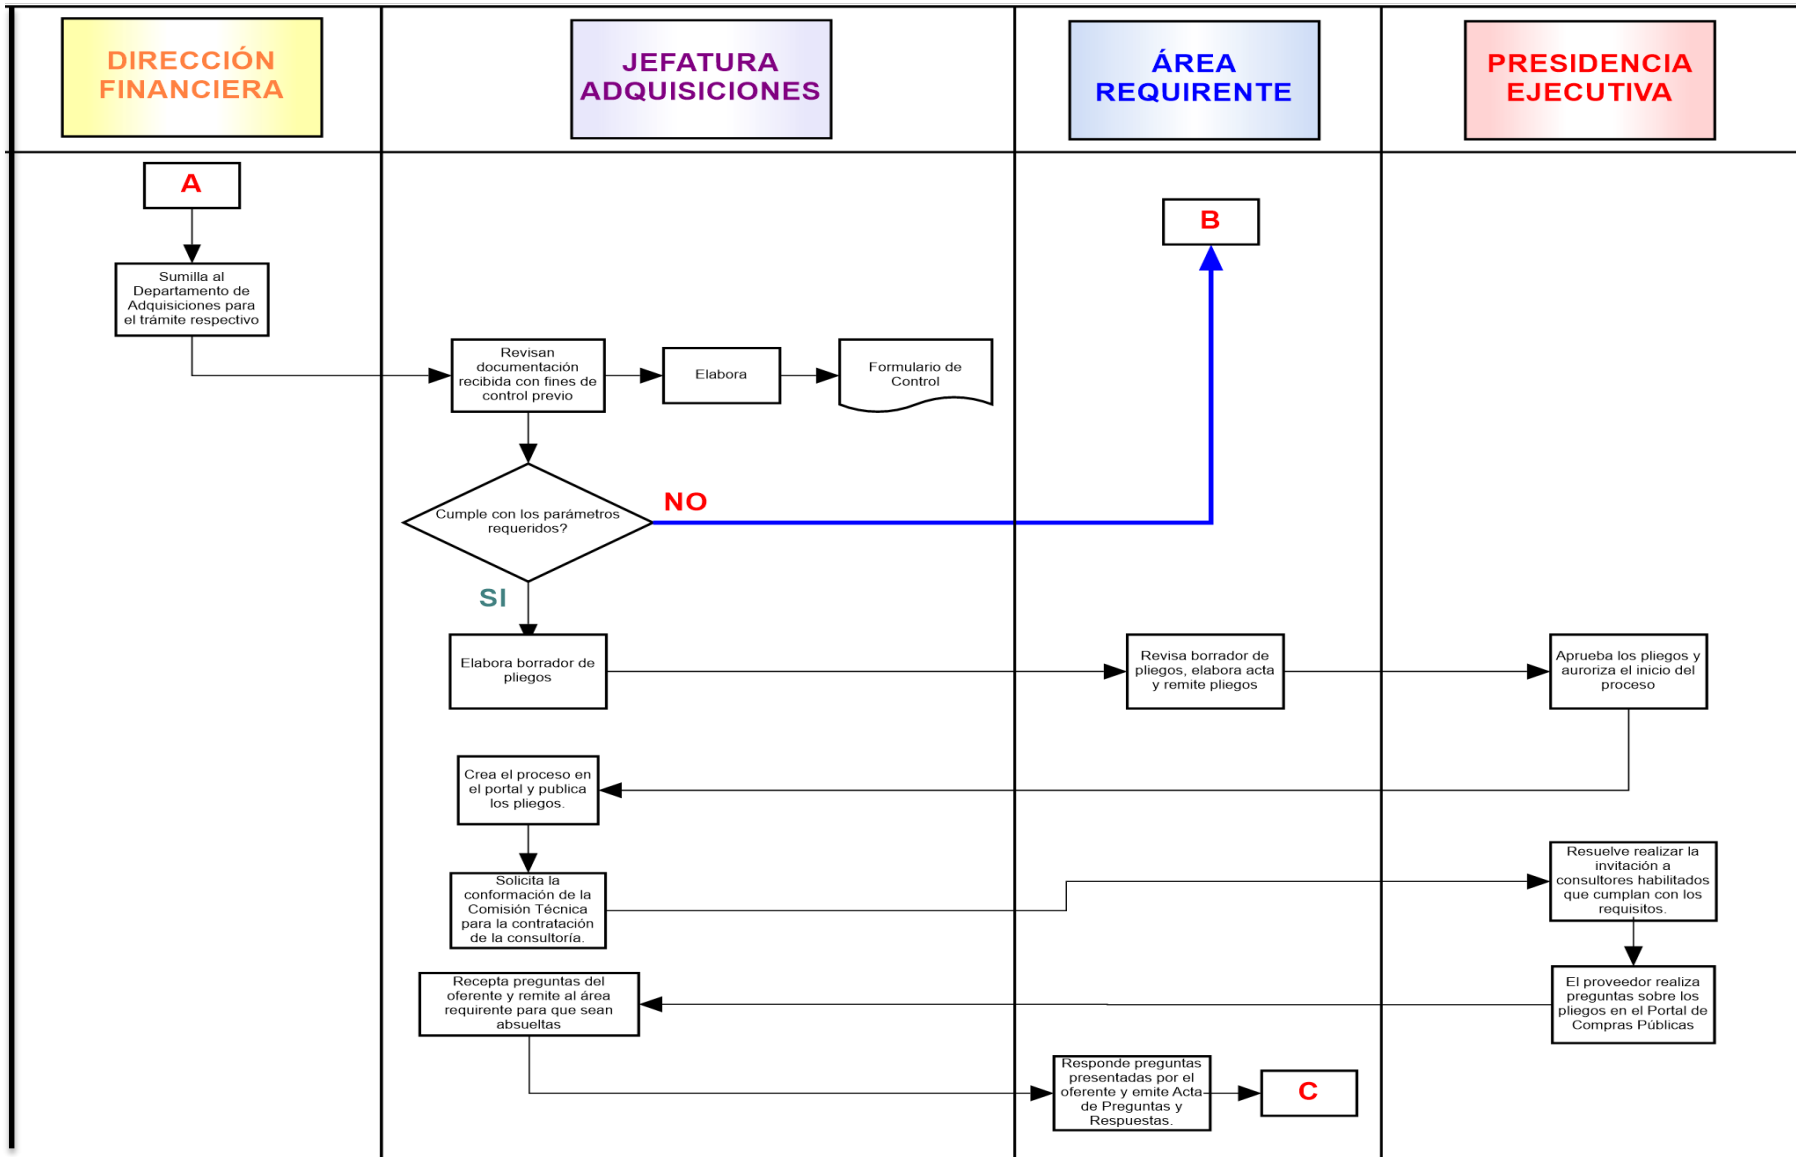 DIRECCIÓN
FINANCIERA
JEFATURA
ADQUISICIONES
ÁREA
REQUIRENTE
PRESIDENCIA
EJECUTIVA
A
B
Sumilla al
Departamento de
Adquisiciones para
el trámite respectivo
Revisan
documentación
recibida con fines de
control previo
Elabora
Formulario de
Control
Cumple con los parámetros
requeridos?
NO
SI
Elabora borrador de
pliegos
Revisa borrador de
pliegos, elabora acta
y remite pliegos
Aprueba los pliegos y
auroriza el inicio del
proceso
Crea el proceso en
el portal y publica
los pliegos.
Solicita la
conformación de la
Comisión Técnica
para la contratación
de la consultoría.
Resuelve realizar la
invitación a
consultores habilitados
que cumplan con los
requisitos.
El proveedor realiza
preguntas sobre los
pliegos en el Portal de
Compras Públicas
Recepta preguntas del
oferente y remite al área
requirente para que sean
absueltas
Responde preguntas
presentadas por el
oferente y emite Acta
de Preguntas y
Respuestas.
C